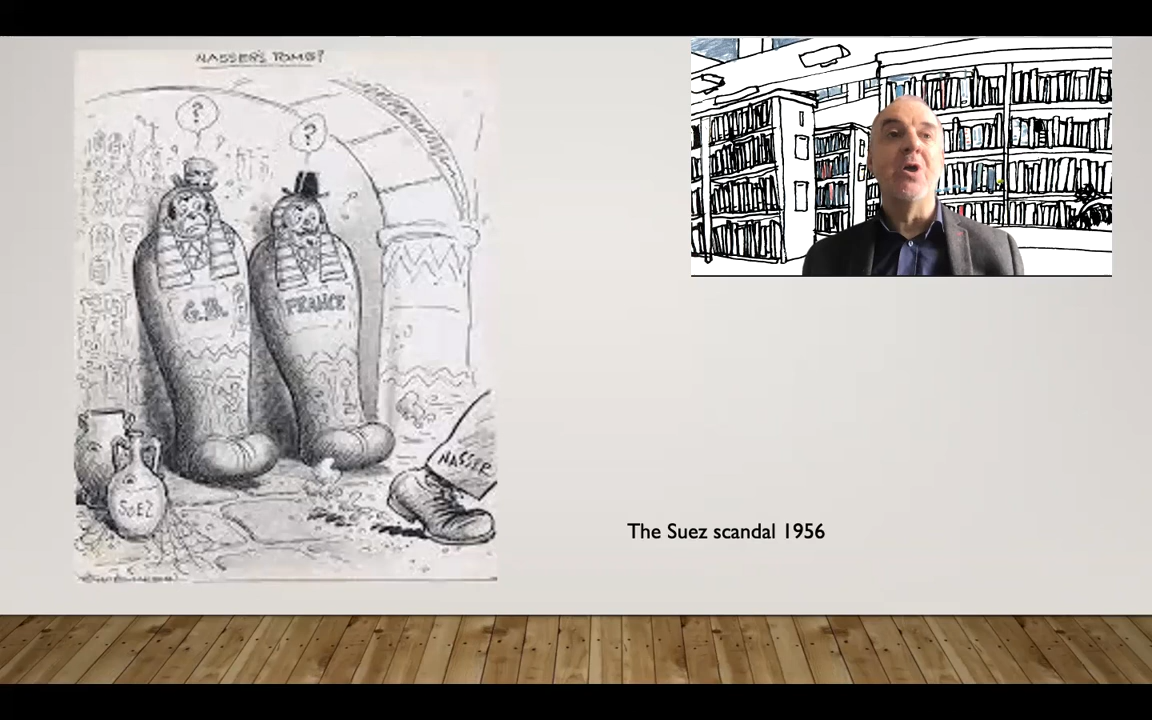 NASSER'S TOMB?
?
?
G.B.
FRANCE
NASSER
SUEZ
The Suez scandal 1956